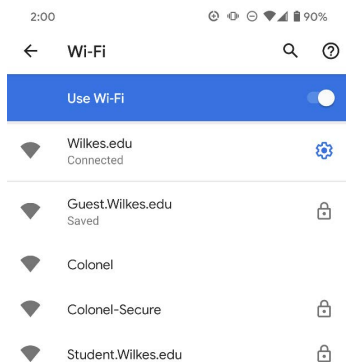 2:00 90%
Wi-Fi
Use Wi-Fi
Wilkes.edu
Connected
Guest.Wilkes.edu
Saved
Colonel
Colonel-Secure
Student.Wilkes.edu